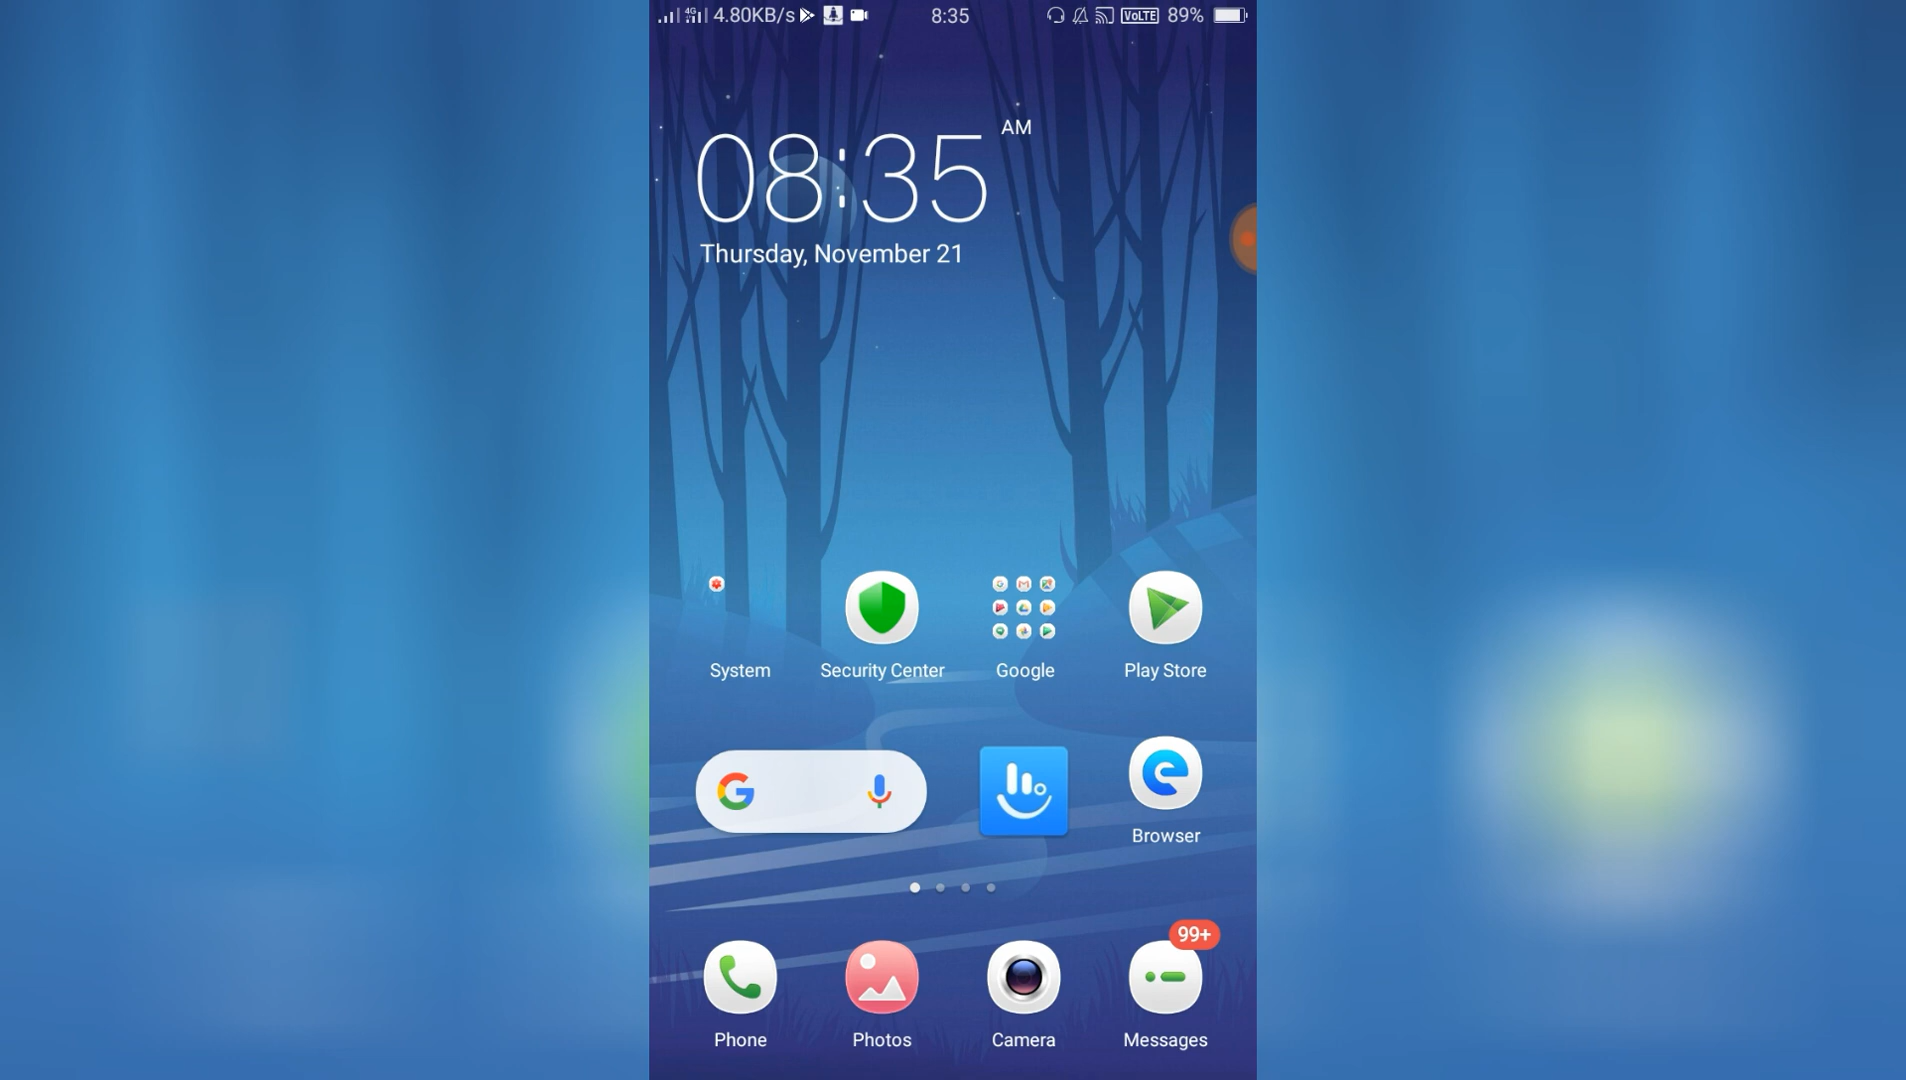 4G 4.80KB/s 8:35 VoLTE 89%
08:35 AM
Thursday, November 21
System Security Center Google Play Store
Browser
99+
Phone Photos Camera Messages